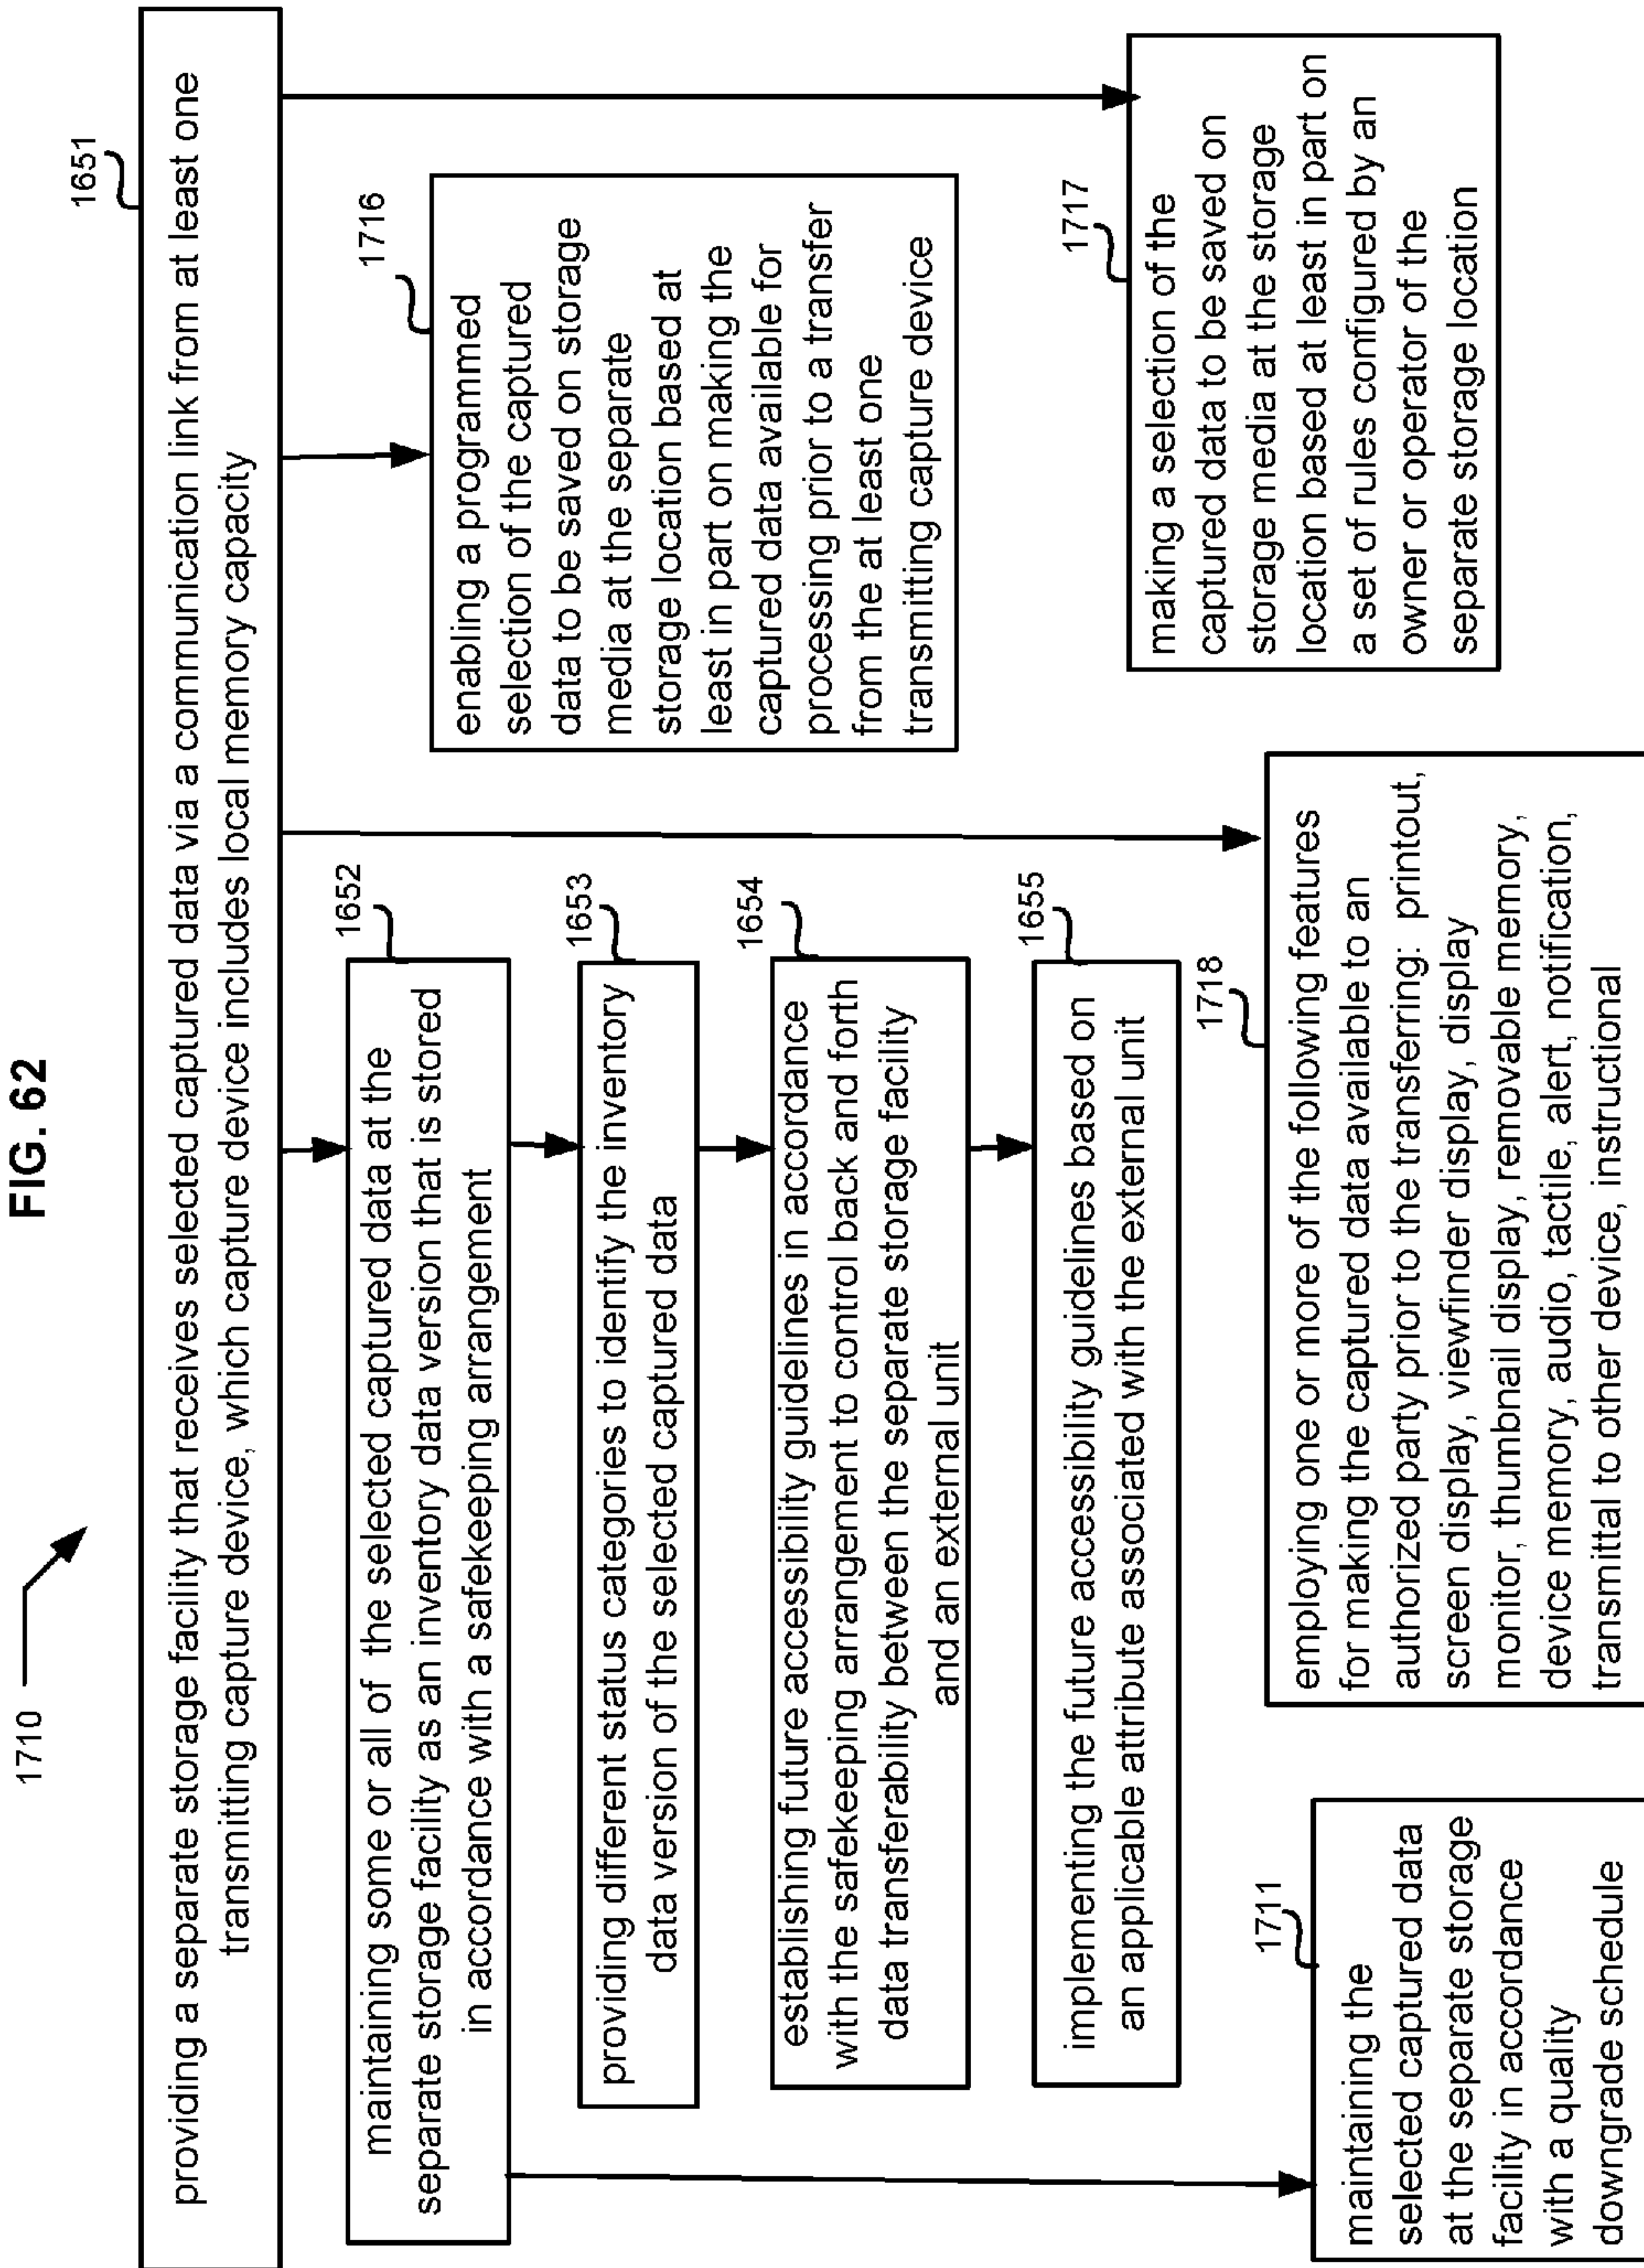 FIG. 62
1710
1651
providing a separate storage facility that receives selected captured data via a communication link from at least one
transmitting capture device, which capture device includes local memory capacity
1652
maintaining some or all of the selected captured data at the
separate storage facility as an inventory data version that is stored
in accordance with a safekeeping arrangement
1653
providing different status categories to identify the inventory
data version of the selected captured data
1654
establishing future accessibility guidelines in accordance
with the safekeeping arrangement to control back and forth
data transferability between the separate storage facility
and an external unit
1655
implementing the future accessibility guidelines based on
an applicable attribute associated with the external unit
1716
enabling a programmed
selection of the captured
data to be saved on storage
media at the separate
storage location based at
least in part on making the
captured data available for
processing prior to a transfer
from the at least one
transmitting capture device
1711
maintaining the
selected captured data
at the separate storage
facility in accordance
with a quality
downgrade schedule
1718
employing one or more of the following features
for making the captured data available to an
authorized party prior to the transferring: printout,
screen display, viewfinder display, display
monitor, thumbnail display, removable memory,
device memory, audio, tactile, alert, notification,
transmittal to other device, instructional
1717
making a selection of the
captured data to be saved on
storage media at the storage
location based at least in part on
a set of rules configured by an
owner or operator of the
separate storage location